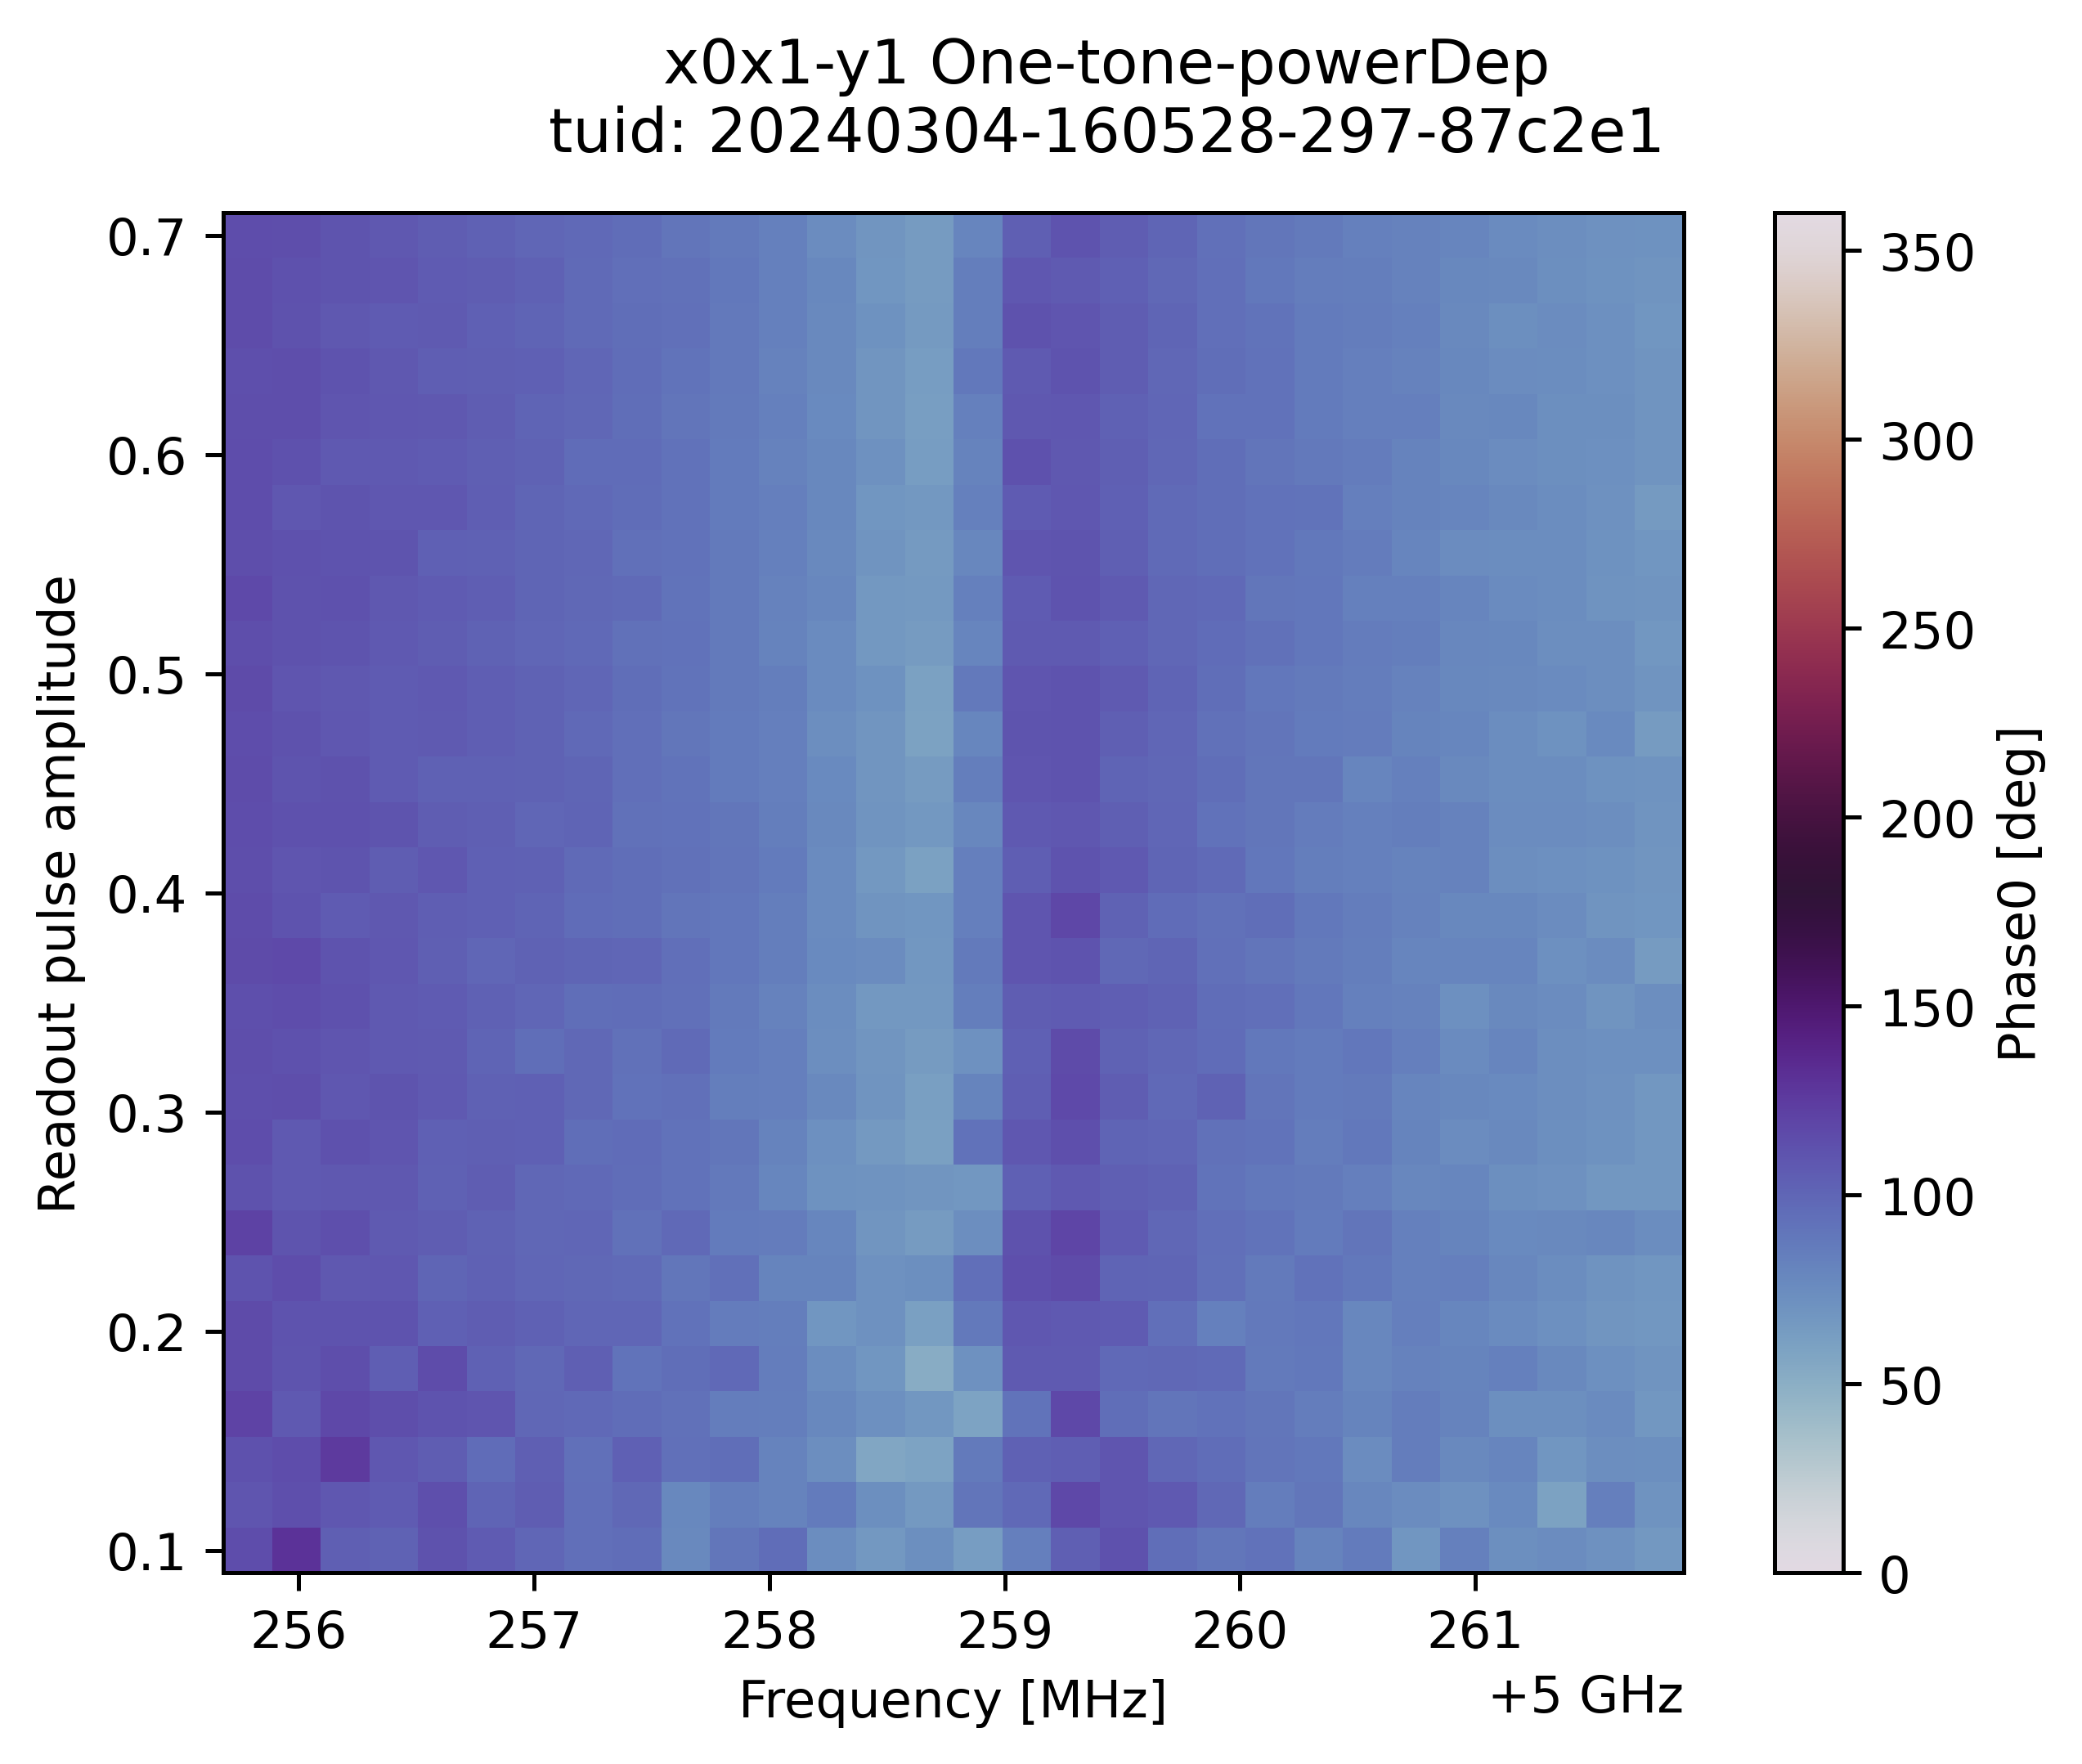 x0x1-y1 One-tone-powerDep
tuid: 20240304-160528-297-87c2e1
0.7
0.6
0.5
0.4
0.3
0.2
0.1
Readout pulse amplitude
256 257 258 259 260 261
Frequency [MHz]
+5 GHz
350
300
250
200
150
100
50
0
Phase0 [deg]